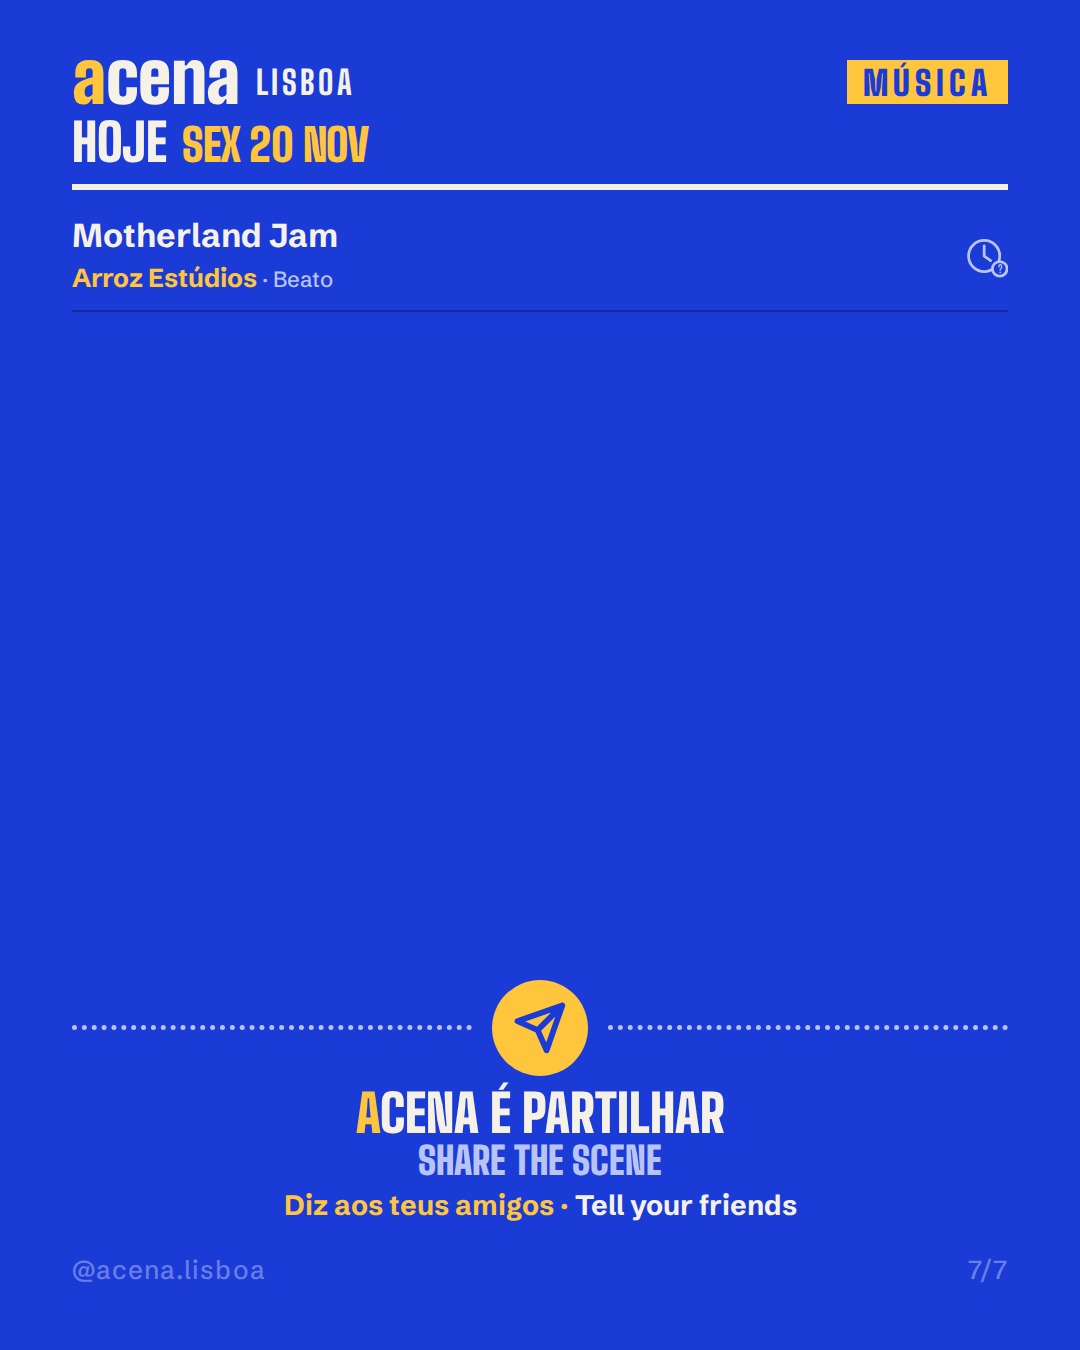 acena LISBOA
MÚSICA
HOJE SEX 20 NOV
Motherland Jam
Arroz Estúdios · Beato
?
ACENA É PARTILHAR
SHARE THE SCENE
Diz aos teus amigos · Tell your friends
@acena.lisboa
7/7